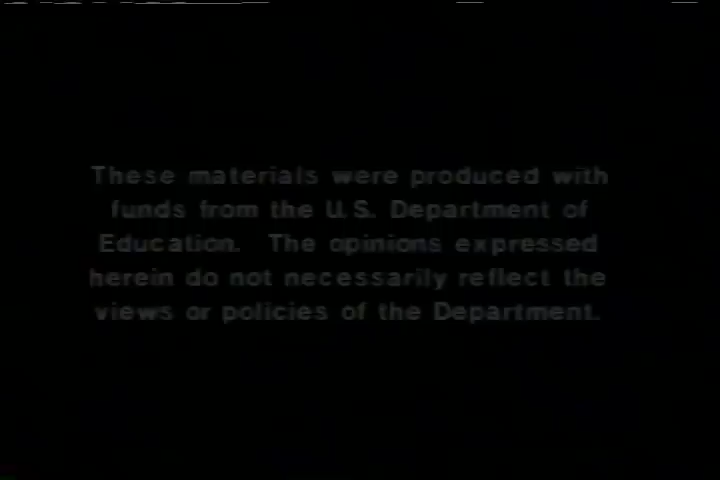 These materials were produced with
funds from the U.S. Department of
Education.  The opinions expressed
herein do not necessarily reflect the
views or policies of the Department.